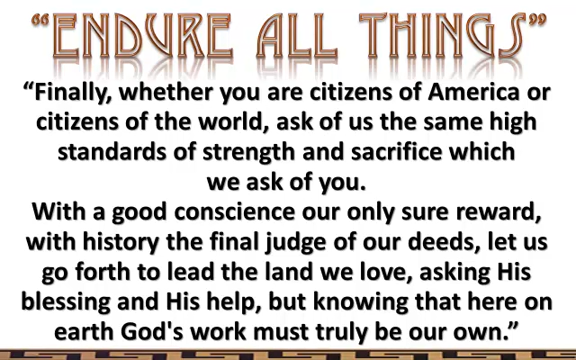 “ENDURE ALL THINGS”
“Finally, whether you are citizens of America or
citizens of the world, ask of us the same high
standards of strength and sacrifice which
we ask of you.
With a good conscience our only sure reward,
with history the final judge of our deeds, let us
go forth to lead the land we love, asking His
blessing and His help, but knowing that here on
earth God's work must truly be our own.”